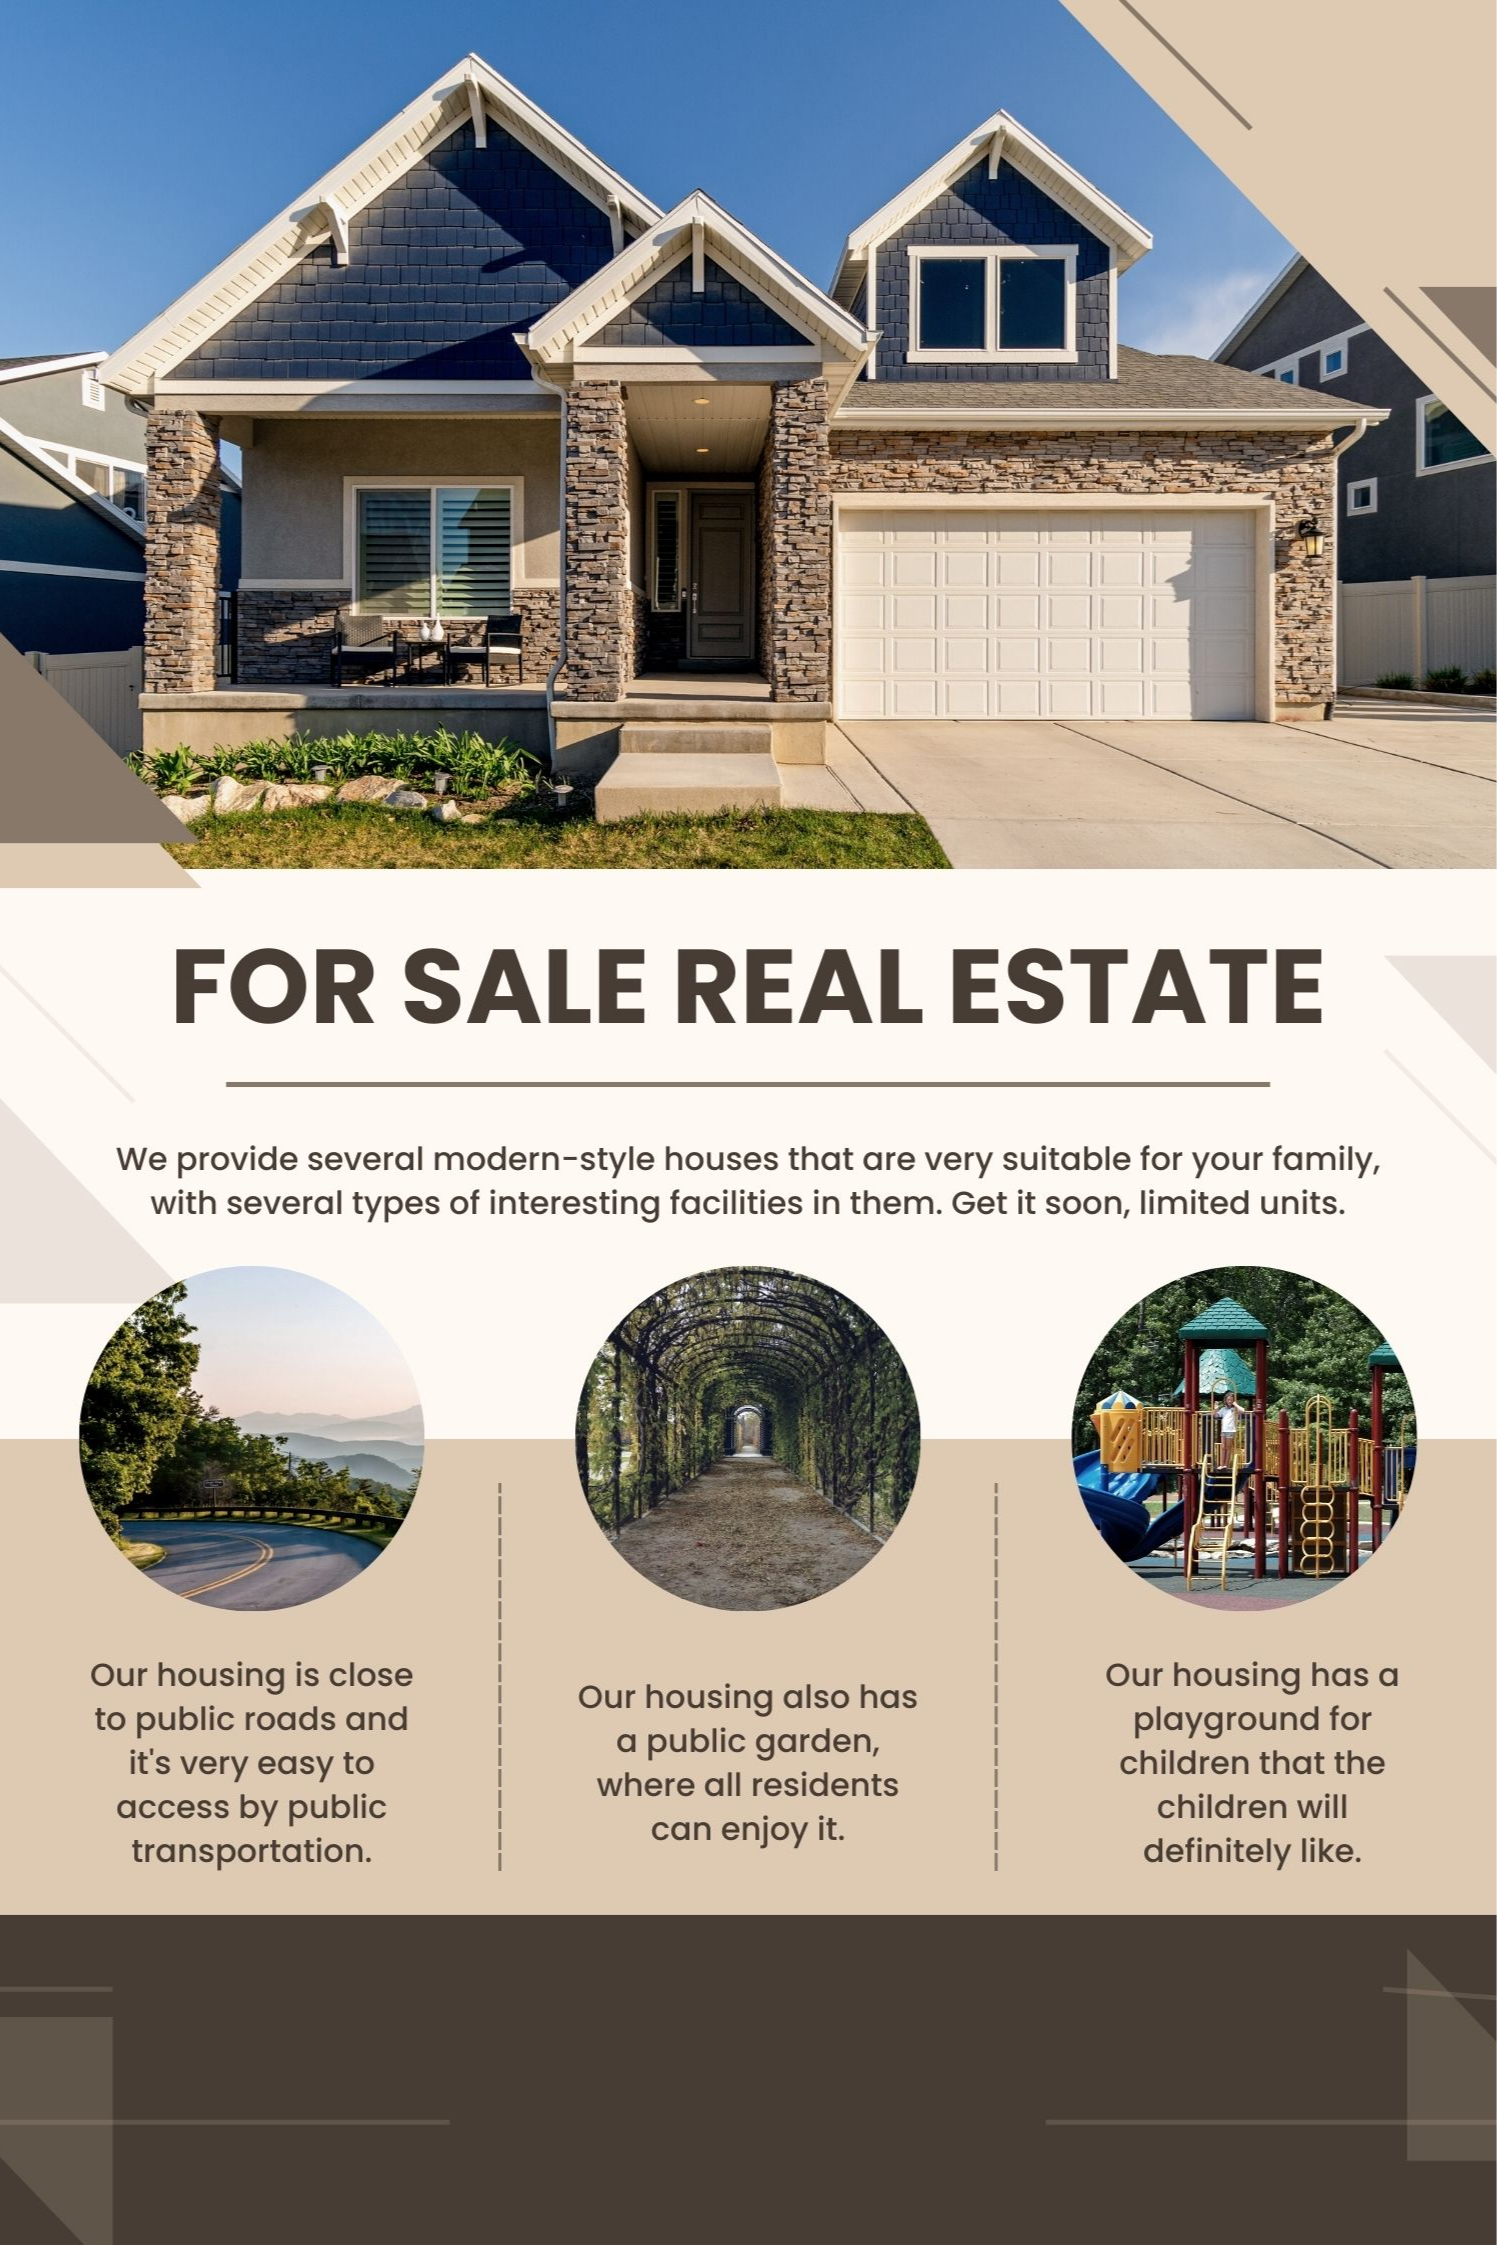 FOR SALE REAL ESTATE
We provide several modern-style houses that are very suitable for your family,
with several types of interesting facilities in them. Get it soon, limited units.
Our housing is close
to public roads and
it's very easy to
access by public
transportation.
Our housing also has
a public garden,
where all residents
can enjoy it.
Our housing has a
playground for
children that the
children will
definitely like.